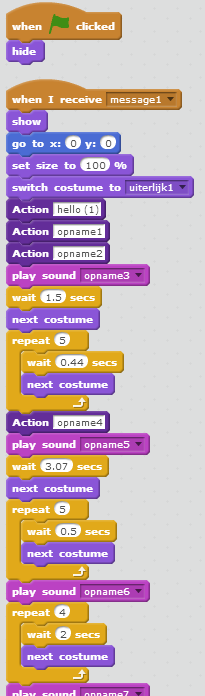 when clicked
hide
when I receive message1
show
go to x: 0 y: 0
set size to 100 %
switch costume to uiterlijk1
Action hello (1)
Action opname1
Action opname2
play sound opname3
wait 1.5 secs
next costume
repeat 5
wait 0.44 secs
next costume
Action opname4
play sound opname5
wait 3.07 secs
next costume
repeat 5
wait 0.5 secs
next costume
play sound opname6
repeat 4
wait 2 secs
next costume
play sound opname7